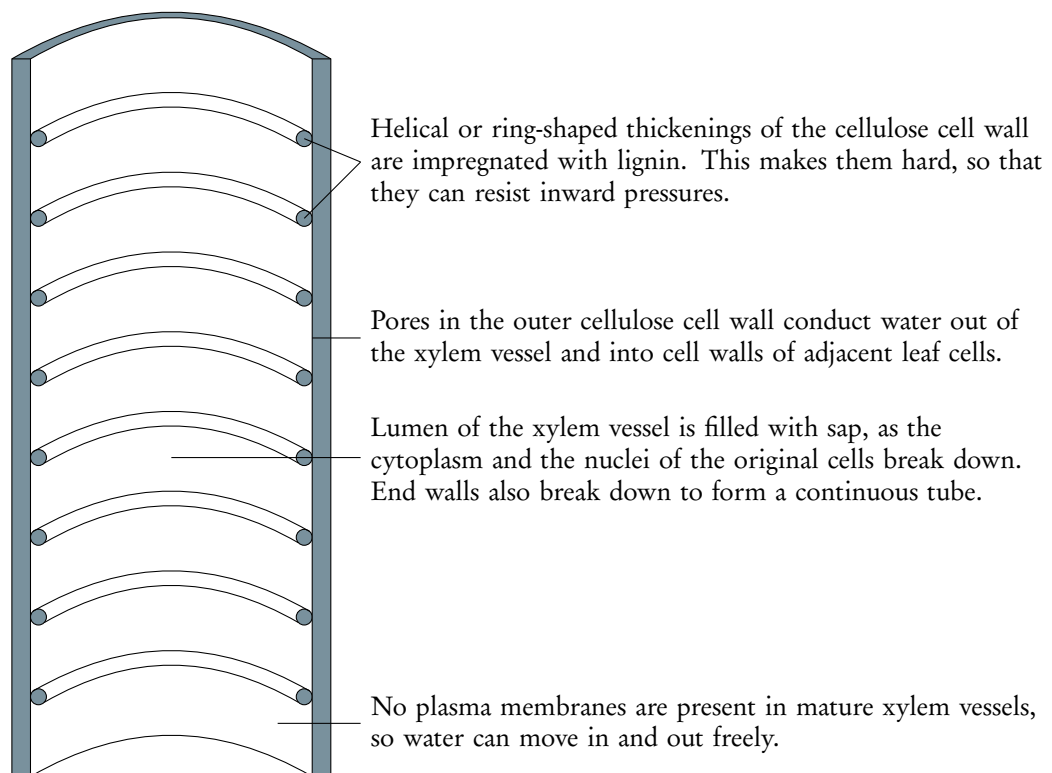 Helical or ring-shaped thickenings of the cellulose cell wall
are impregnated with lignin. This makes them hard, so that
they can resist inward pressures.
Pores in the outer cellulose cell wall conduct water out of
the xylem vessel and into cell walls of adjacent leaf cells.
Lumen of the xylem vessel is filled with sap, as the
cytoplasm and the nuclei of the original cells break down.
End walls also break down to form a continuous tube.
No plasma membranes are present in mature xylem vessels,
so water can move in and out freely.